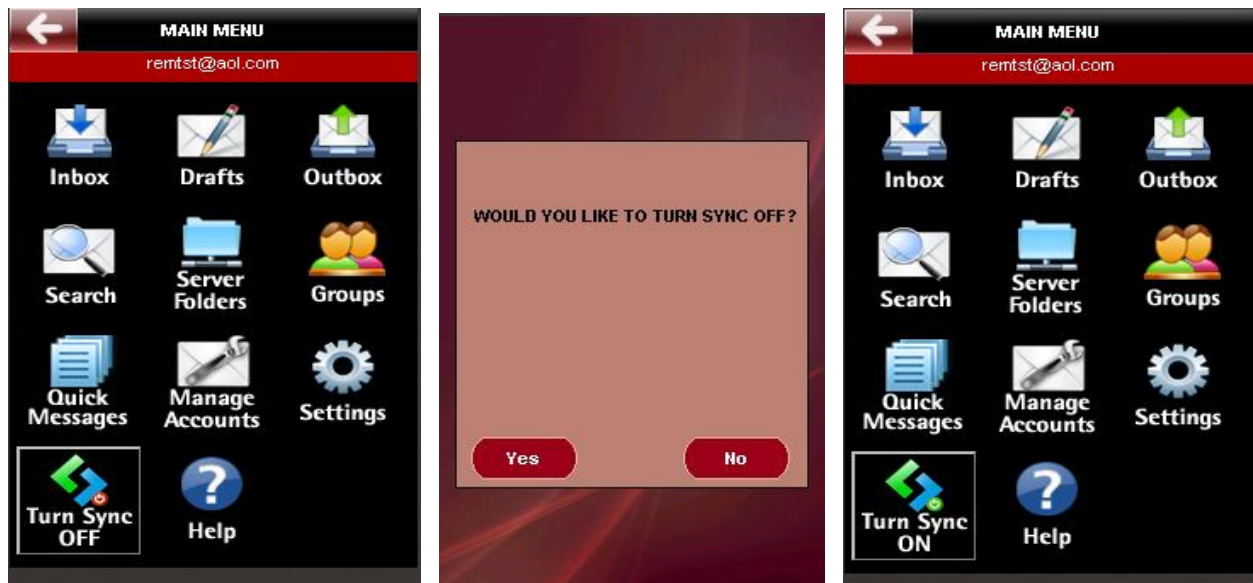 MAIN MENU
remtst@aol.com
Inbox
Drafts
Outbox
Search
Server
Folders
Groups
Quick
Messages
Manage
Accounts
Settings
Turn Sync
OFF
Help
WOULD YOU LIKE TO TURN SYNC OFF?
Yes
No
MAIN MENU
remtst@aol.com
Inbox
Drafts
Outbox
Search
Server
Folders
Groups
Quick
Messages
Manage
Accounts
Settings
Turn Sync
ON
Help